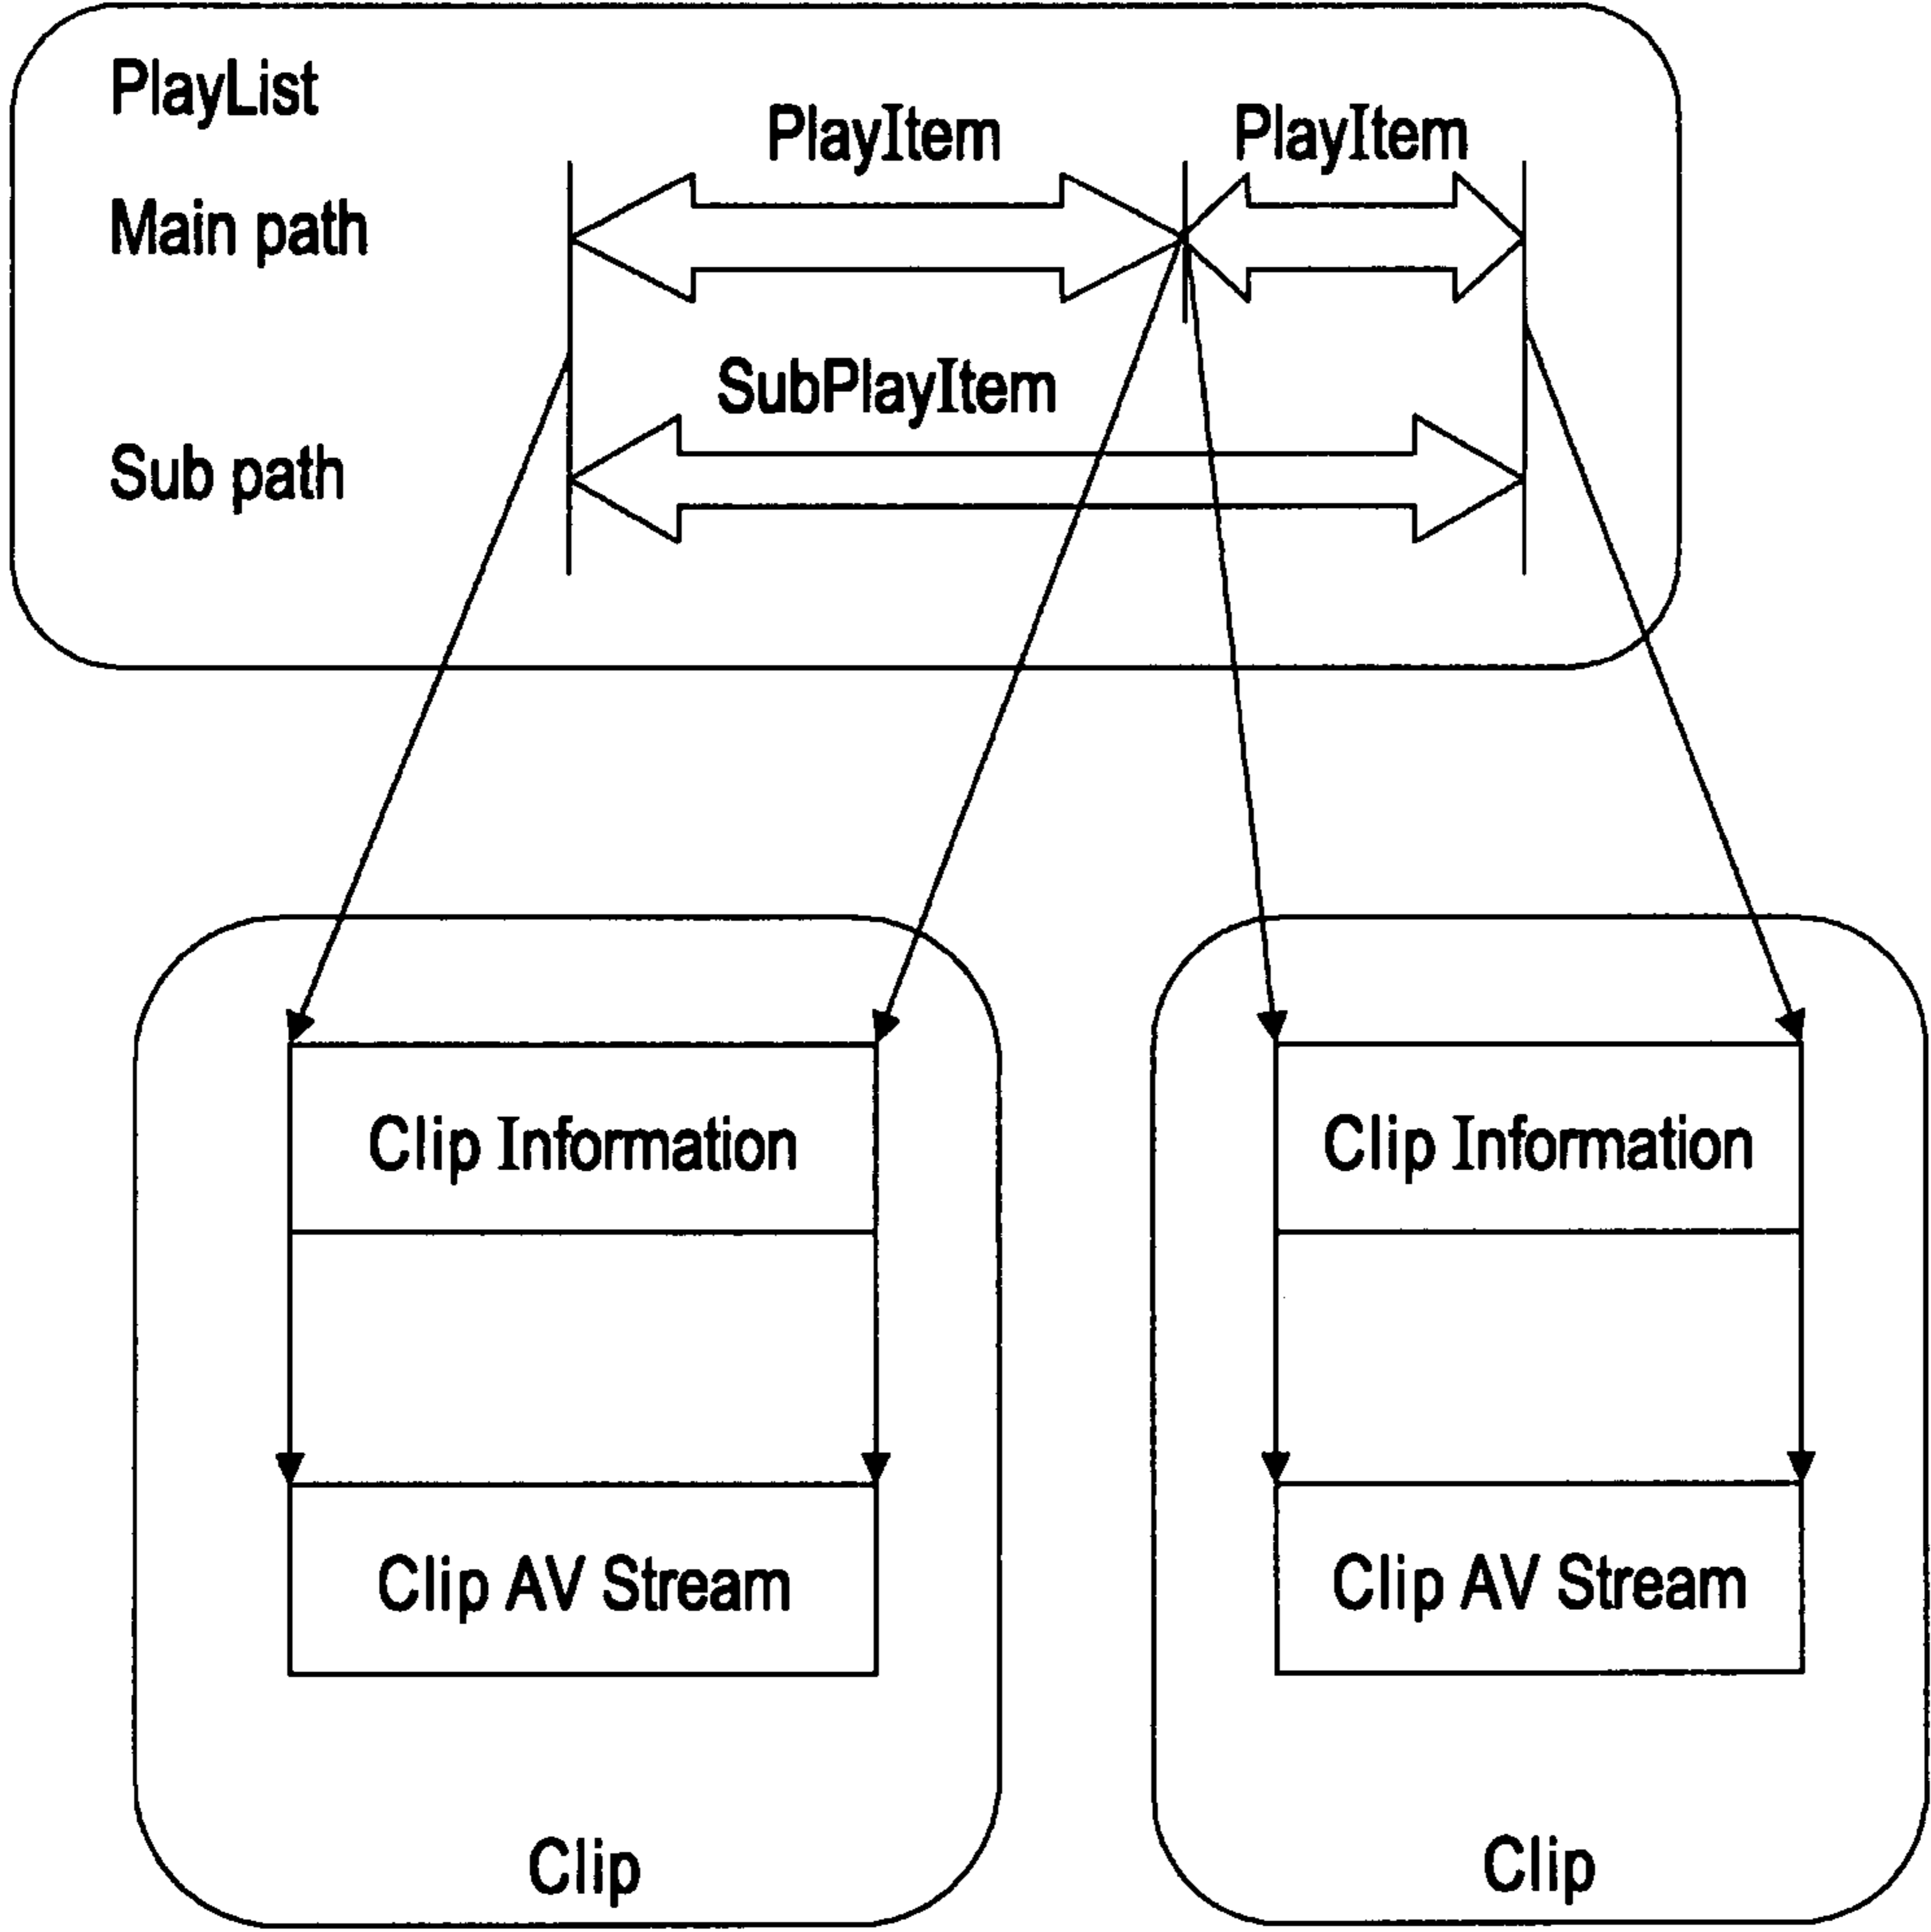 PlayList
PlayItem PlayItem
Main path
SubPlayItem
Sub path
Clip Information
Clip AV Stream
Clip
Clip Information
Clip AV Stream
Clip